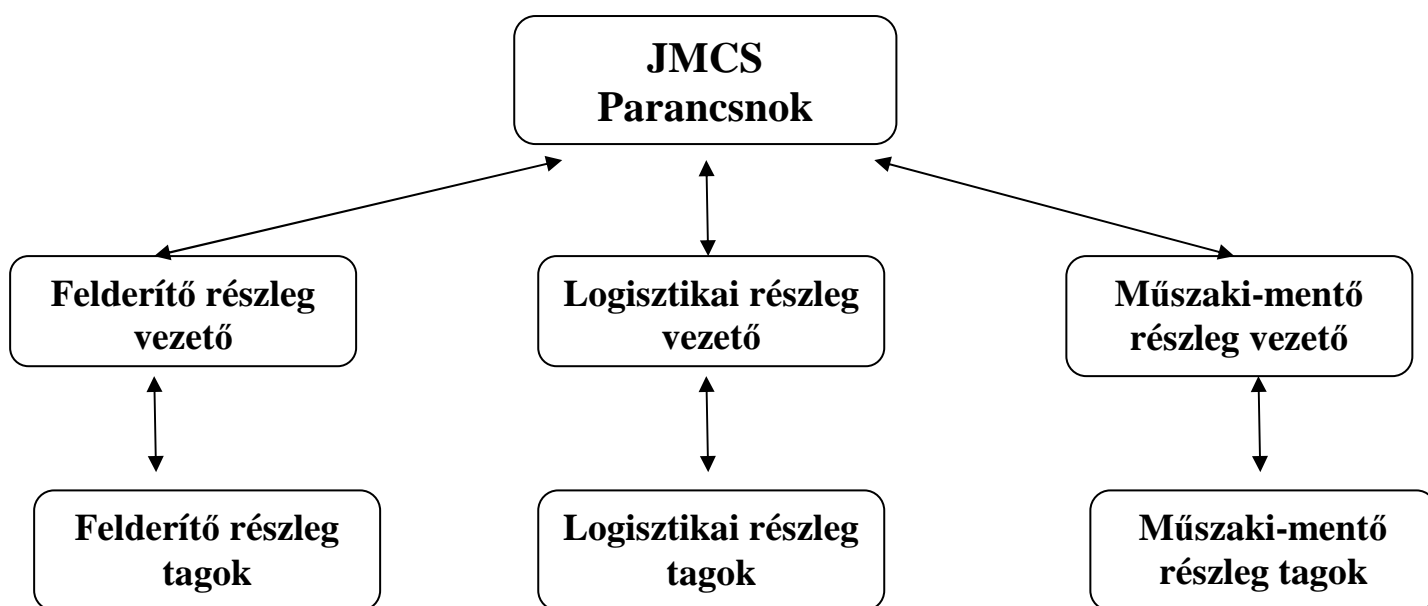 JMCS
Parancsnok
Felderítő részleg
vezető
Logisztikai részleg
vezető
Műszaki-mentő
részleg vezető
Felderítő részleg
tagok
Logisztikai részleg
tagok
Műszaki-mentő
részleg tagok